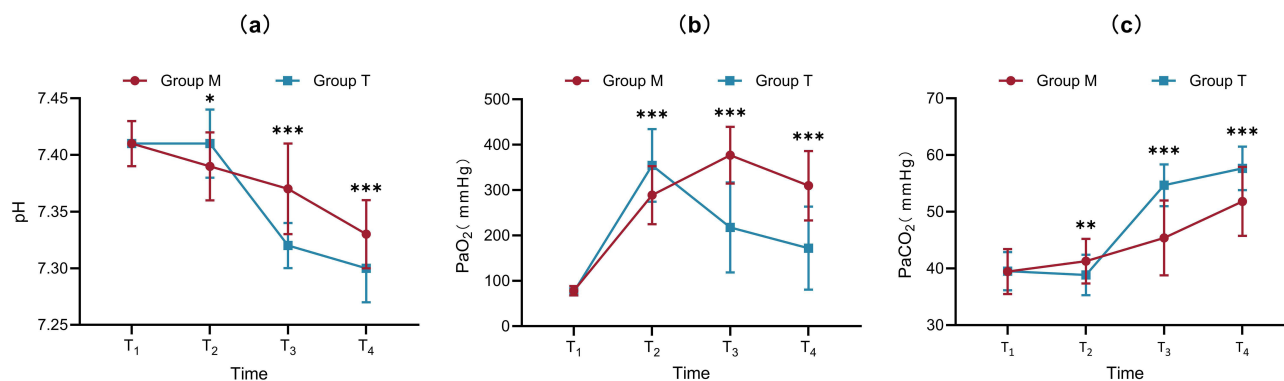 （a）
Group M Group T
7.45
7.40
7.35
7.30
7.25
pH
*
***
***
T1 T2 T3 T4
Time
（b）
Group M Group T
500
400
300
200
100
0
PaO2（ mmHg）
***
***
***
T1 T2 T3 T4
Time
（c）
Group M Group T
70
60
50
40
30
PaCO2（ mmHg）
**
***
***
T1 T2 T3 T4
Time